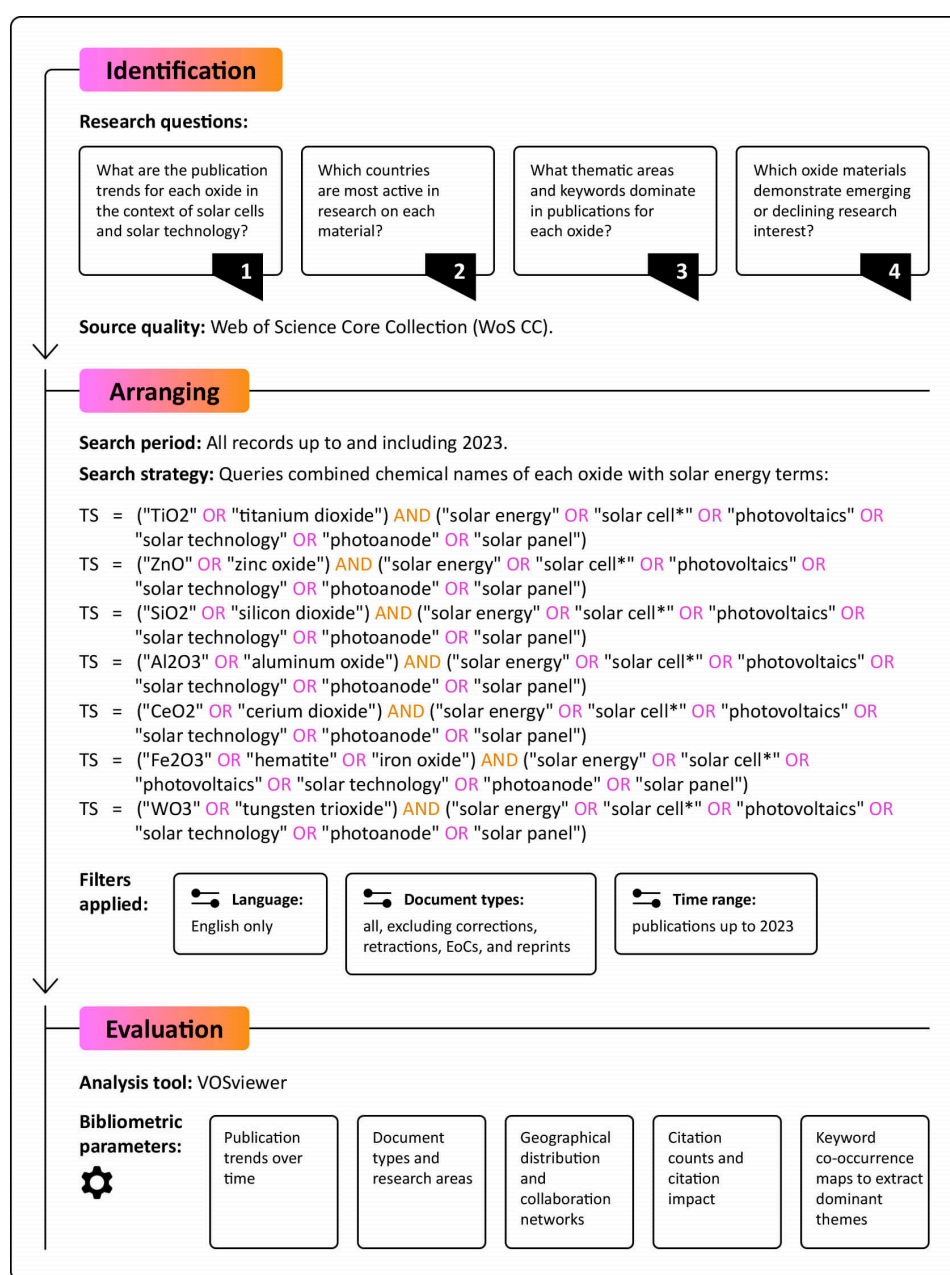 Identification
Research questions:
What are the publication
trends for each oxide in
the context of solar cells
and solar technology?
1
Which countries
are most active in
research on each
material?
2
What thematic areas
and keywords dominate
in publications for
each oxide?
3
Which oxide materials
demonstrate emerging
or declining research
interest?
4
Source quality: Web of Science Core Collection (WoS CC).
Arranging
Search period: All records up to and including 2023.
Search strategy: Queries combined chemical names of each oxide with solar energy terms:
TS = ("TiO2" OR "titanium dioxide") AND ("solar energy" OR "solar cell*" OR "photovoltaics" OR
"solar technology" OR "photoanode" OR "solar panel")
TS = ("ZnO" OR "zinc oxide") AND ("solar energy" OR "solar cell*" OR "photovoltaics" OR
"solar technology" OR "photoanode" OR "solar panel")
TS = ("SiO2" OR "silicon dioxide") AND ("solar energy" OR "solar cell*" OR "photovoltaics" OR
"solar technology" OR "photoanode" OR "solar panel")
TS = ("Al2O3" OR "aluminum oxide") AND ("solar energy" OR "solar cell*" OR "photovoltaics" OR
"solar technology" OR "photoanode" OR "solar panel")
TS = ("CeO2" OR "cerium dioxide") AND ("solar energy" OR "solar cell*" OR "photovoltaics" OR
"solar technology" OR "photoanode" OR "solar panel")
TS = ("Fe2O3" OR "hematite" OR "iron oxide") AND ("solar energy" OR "solar cell*" OR
"photovoltaics" OR "solar technology" OR "photoanode" OR "solar panel")
TS = ("WO3" OR "tungsten trioxide") AND ("solar energy" OR "solar cell*" OR "photovoltaics" OR
"solar technology" OR "photoanode" OR "solar panel")
Filters
applied:
Language:
English only
Document types:
all, excluding corrections,
retractions, EoCs, and reprints
Time range:
publications up to 2023
Evaluation
Analysis tool: VOSviewer
Bibliometric
parameters:
Publication
trends over
time
Document
types and
research areas
Geographical
distribution
and
collaboration
networks
Citation
counts and
citation
impact
Keyword
co-occurrence
maps to extract
dominant
themes